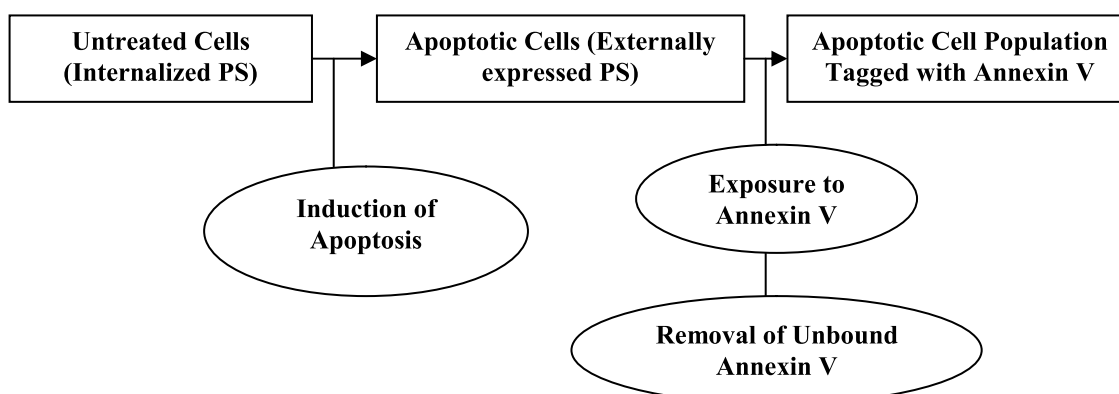 Untreated Cells
(Internalized PS)
Apoptotic Cells (Externally
expressed PS)
Apoptotic Cell Population
Tagged with Annexin V
Induction of
Apoptosis
Exposure to
Annexin V
Removal of Unbound
Annexin V